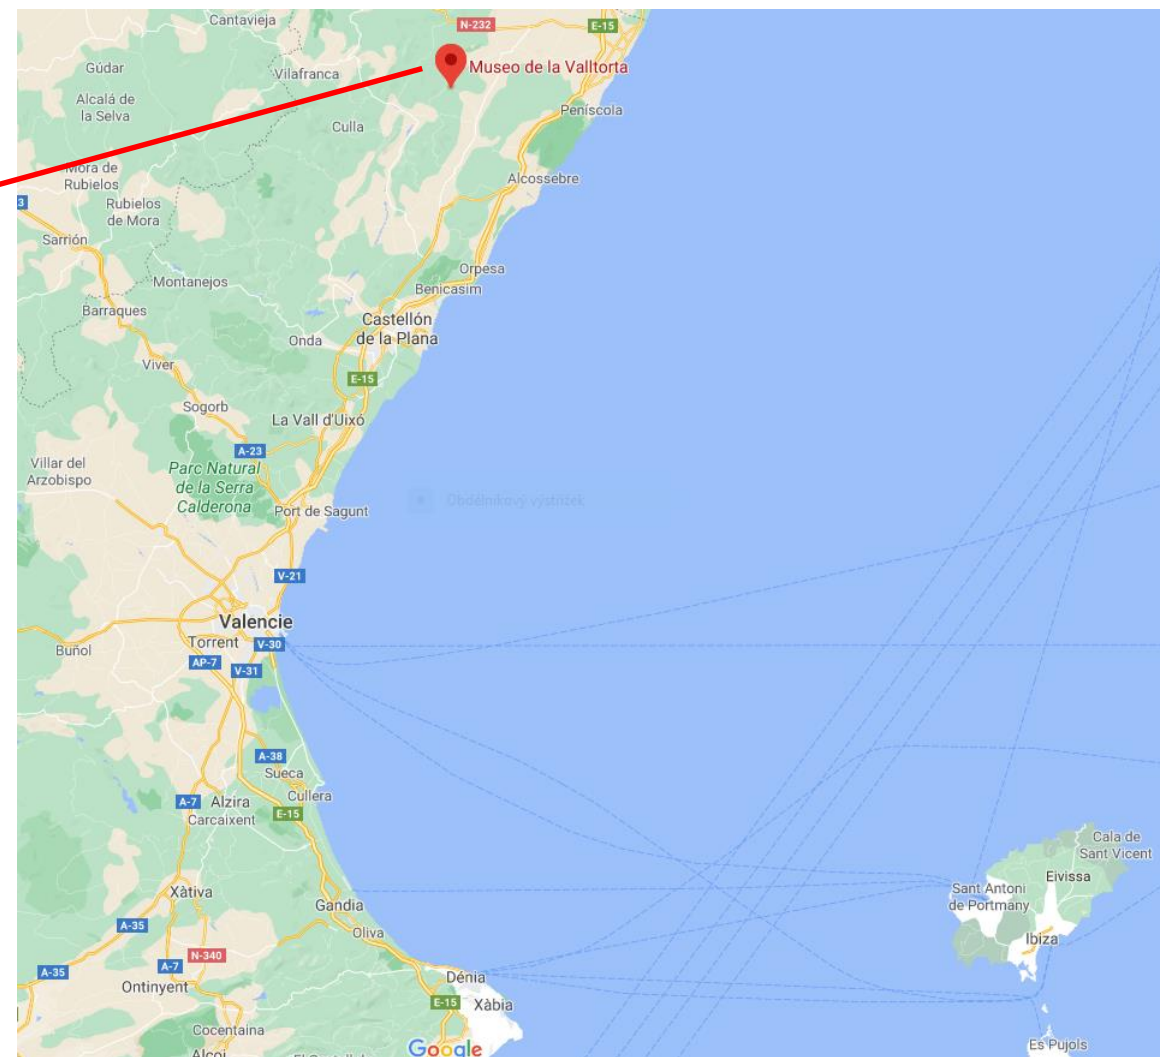 Cantavieja
N-232
E-15
Gúdar
Vilafranca
Museo de la Valltorta
Alcalá de
la Selva
Peníscola
Culla
Mora de
Rubielos
Alcossebre
Rubielos
de Mora
3
Sarrión
Orpesa
Montanejos
Benicasim
Barraques
Castellón
de la Plana
Onda
Viver
E-15
Sogorb
La Vall d'Uixó
A-23
Villar del
Arzobispo
Parc Natural
de la Serra
Calderona
Obdélníkový výstřižek
Port de Sagunt
V-21
Valencie
Torrent
V-30
Buñol
AP-7
V-31
A-38
Sueca
Cullera
A-7
Alzira
E-15
Carcaixent
Cala de
Sant Vicent
Eivissa
Xàtiva
Sant Antoni
de Portmany
Gandia
A-35
Oliva
Ibiza
N-340
A-35
A-7
Dénia
Ontinyent
E-15
Xàbia
Cocentaina
Google
Es Pujols
Alcoi